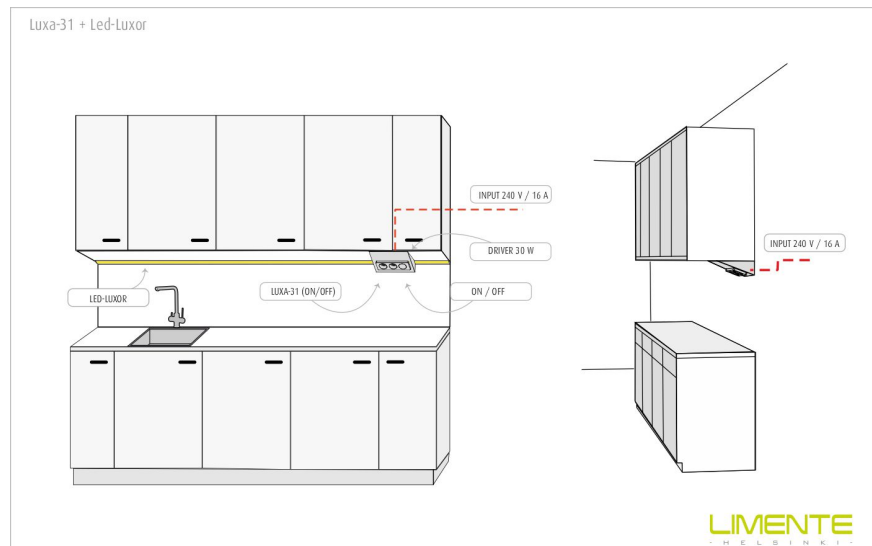 Luxa-31 + Led-Luxor
INPUT 240 V / 16 A
DRIVER 30 W
LED-LUXOR
LUXA-31 (ON/OFF)
ON / OFF
INPUT 240 V / 16 A
LIMENTE
- HELSINKI -